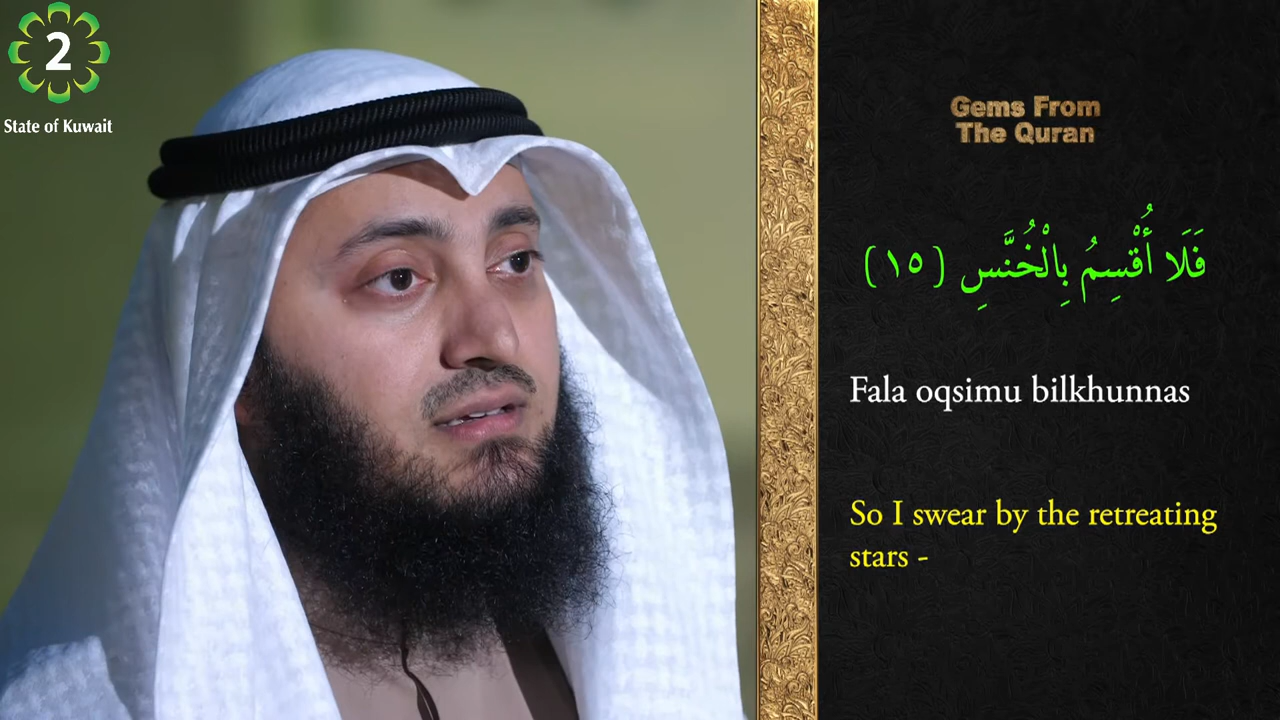 2
State of Kuwait
Gems From
The Quran
فَلَا أُقْسِمُ بِالْخُنَّسِ (١٥)
Fala oqsimu bilkhunnas
So I swear by the retreating
stars -